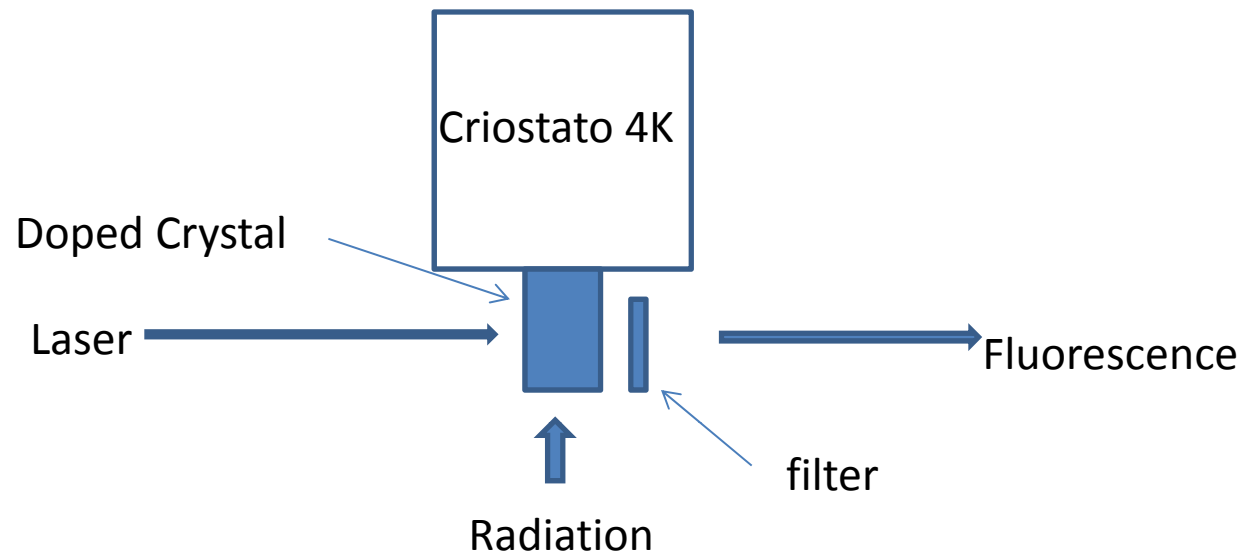 Criostato 4K
Doped Crystal
Laser
Fluorescence
filter
Radiation